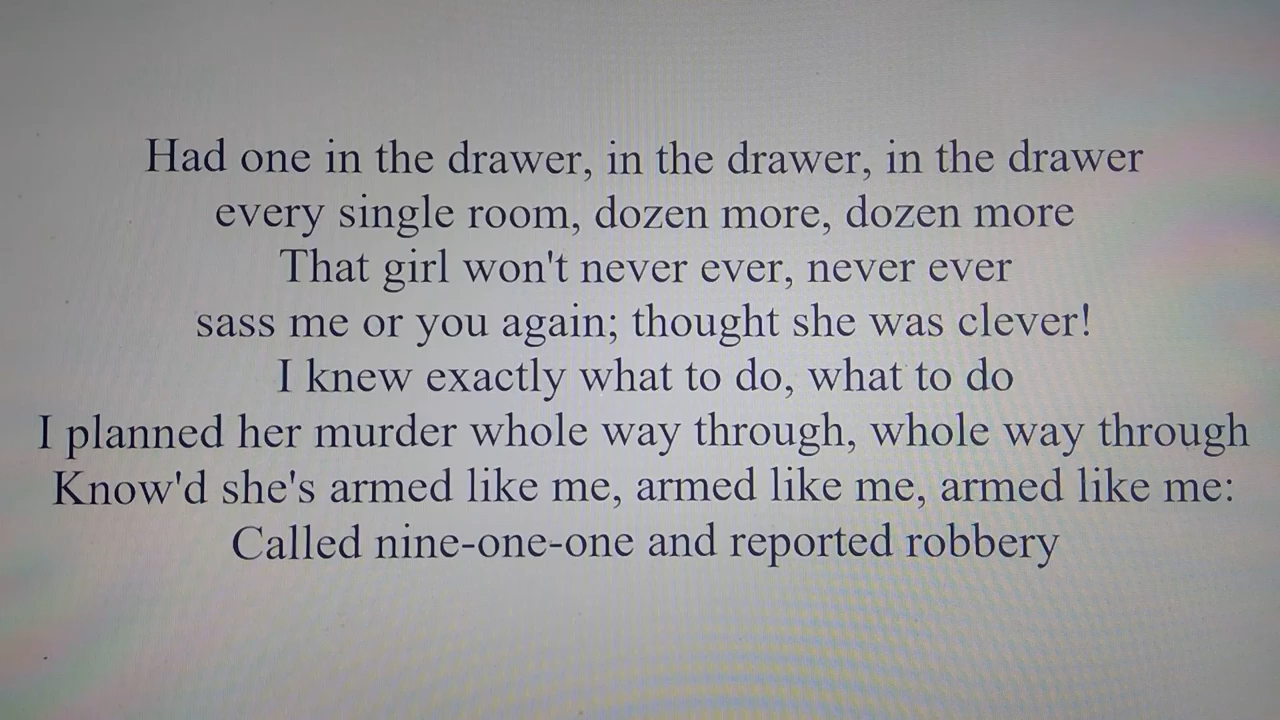 Had one in the drawer, in the drawer, in the drawer
every single room, dozen more, dozen more
That girl won't never ever, never ever
sass me or you again; thought she was clever!
I knew exactly what to do, what to do
I planned her murder whole way through, whole way through
Know'd she's armed like me, armed like me, armed like me:
Called nine-one-one and reported robbery